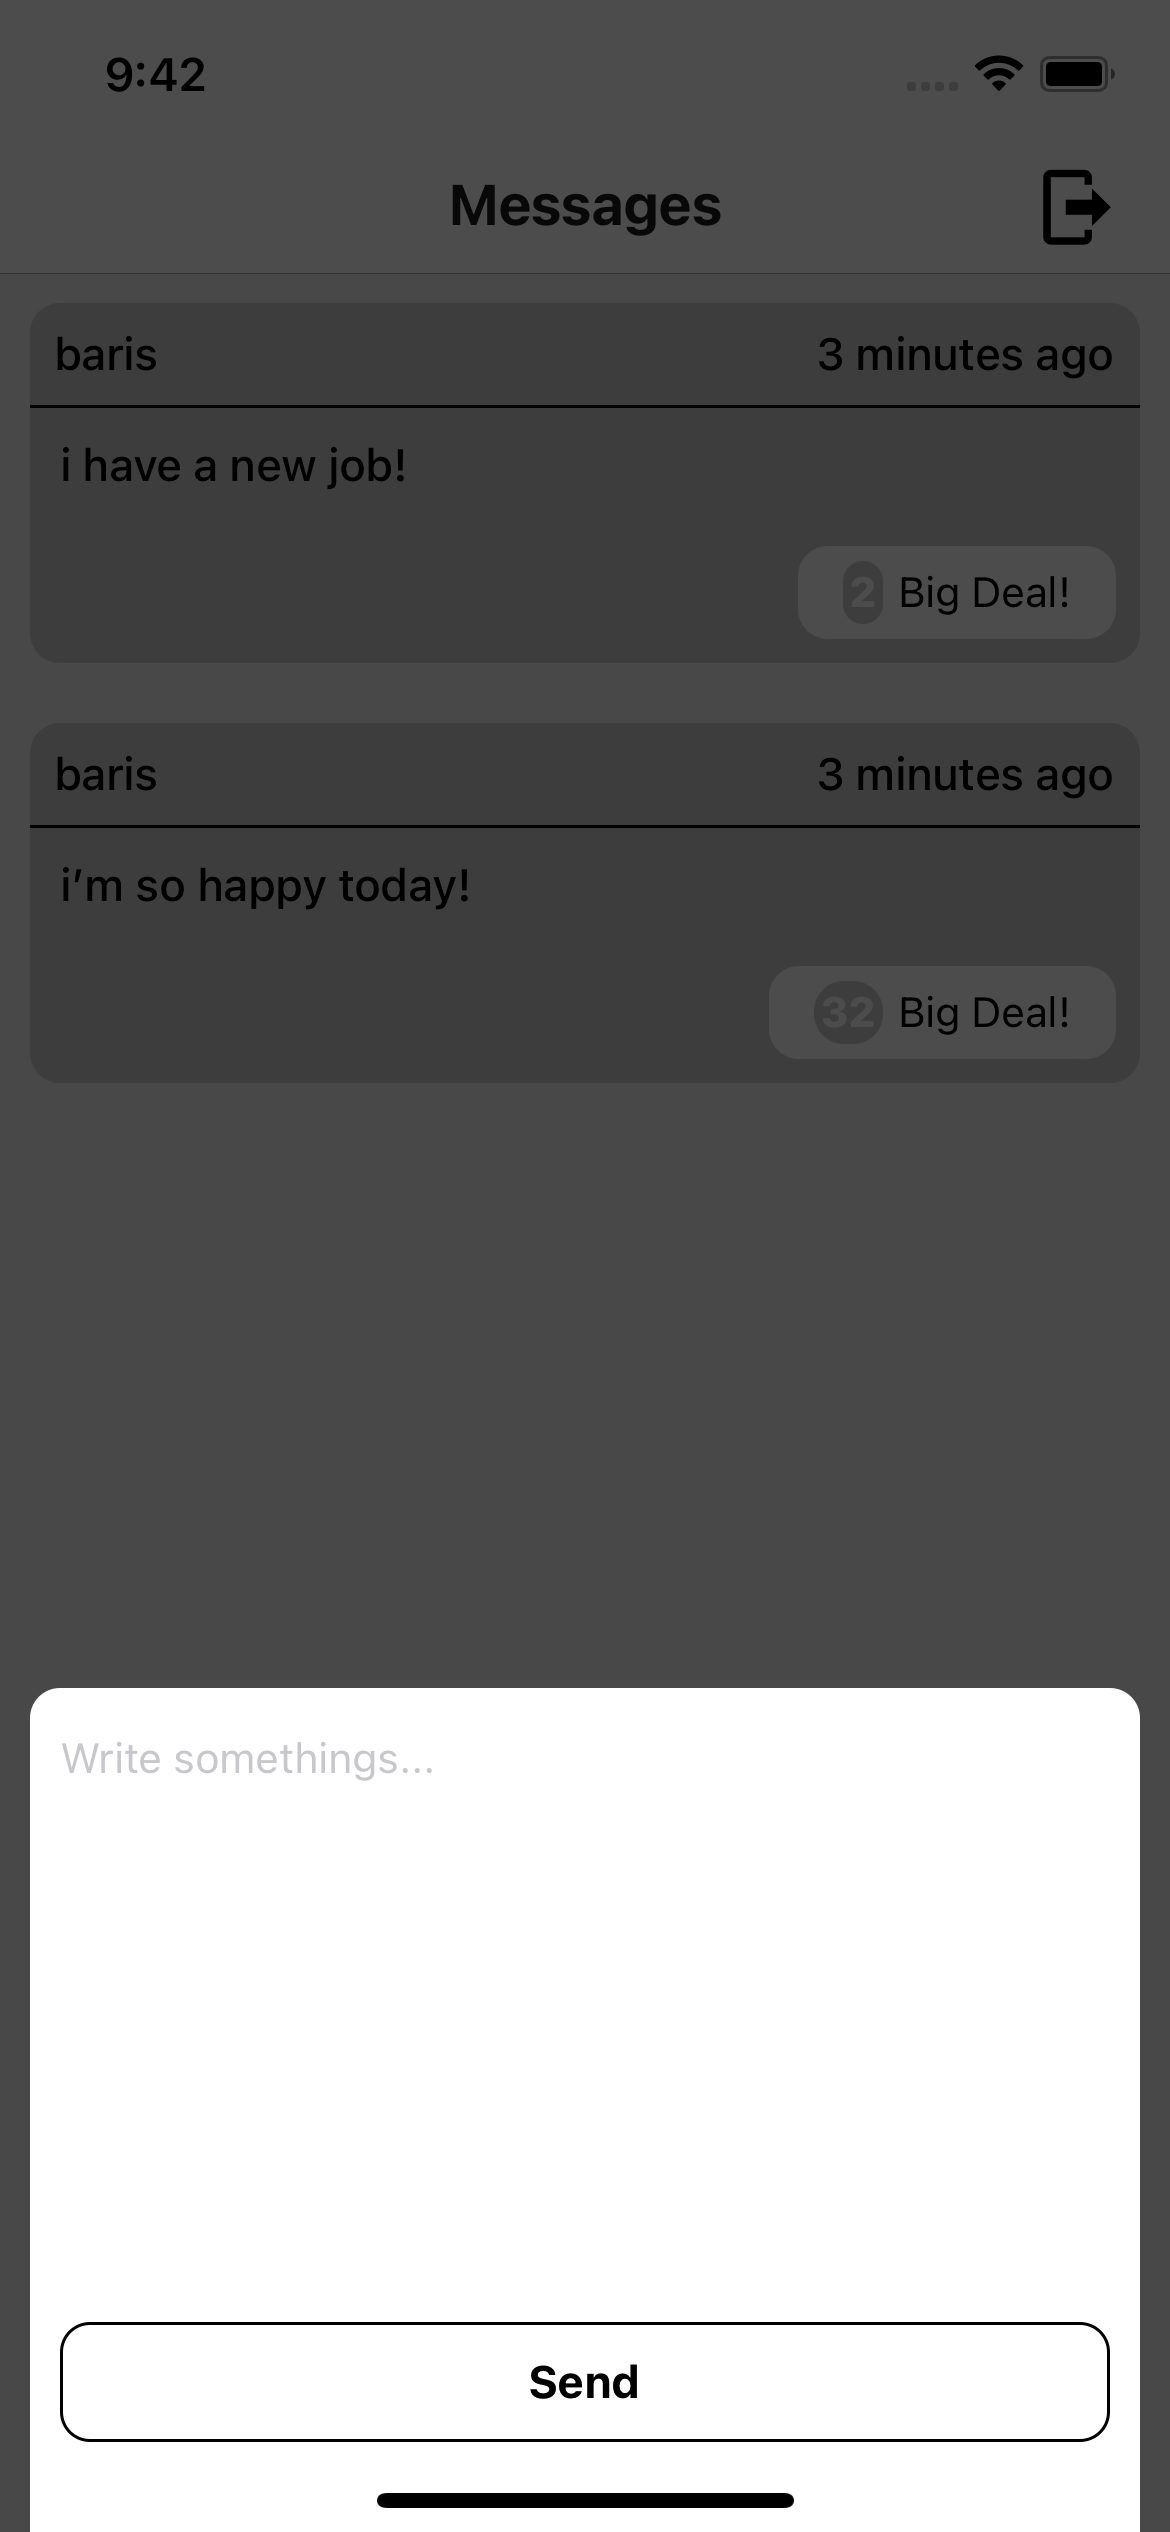 9:42
Messages
baris 3 minutes ago
i have a new job!
2 Big Deal!
baris 3 minutes ago
i'm so happy today!
32 Big Deal!
Write somethings...
Send